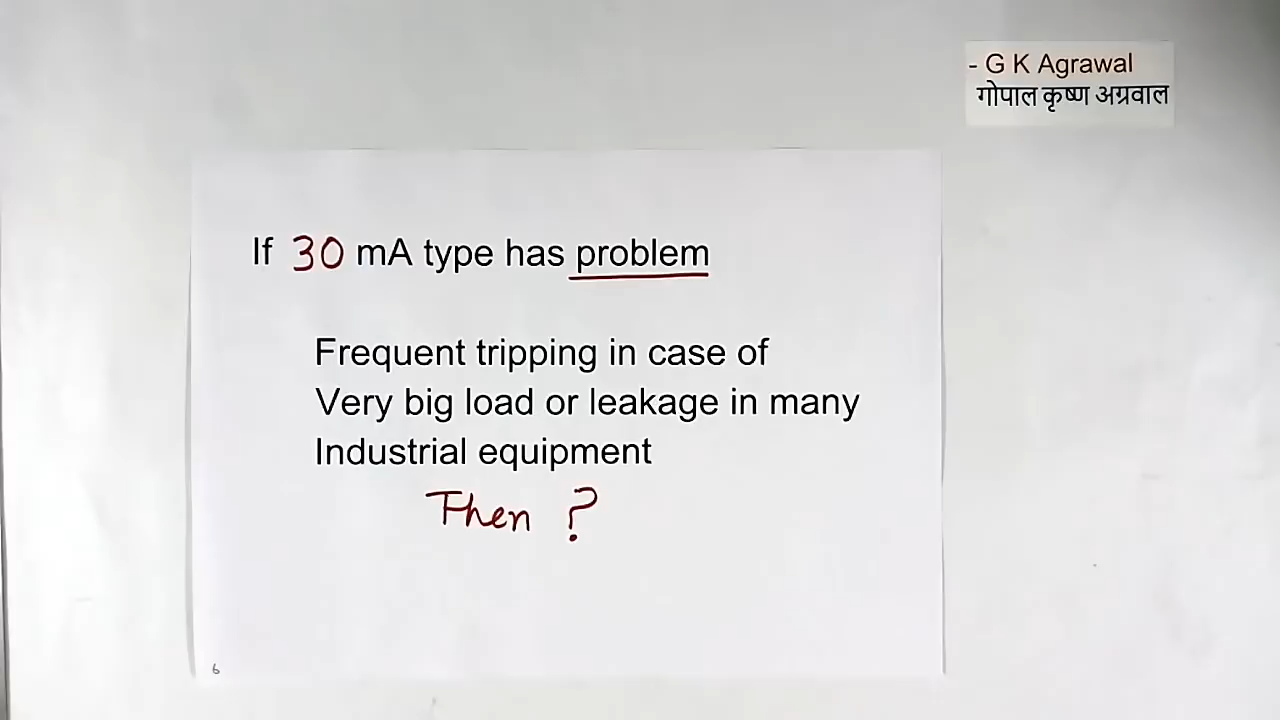 - G K Agrawal
गोपाल कृष्ण अग्रवाल
If 30 mA type has problem
Frequent tripping in case of
Very big load or leakage in many
Industrial equipment
Then ?
6